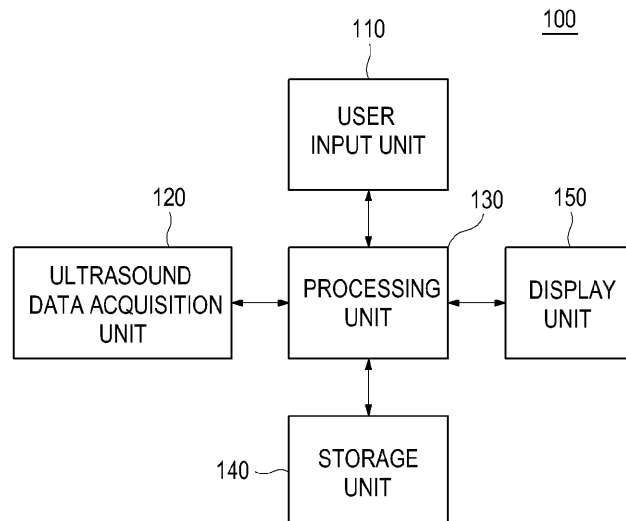 100
110
USER
INPUT UNIT
120
130
150
ULTRASOUND
DATA ACQUISITION
UNIT
PROCESSING
UNIT
DISPLAY
UNIT
140
STORAGE
UNIT